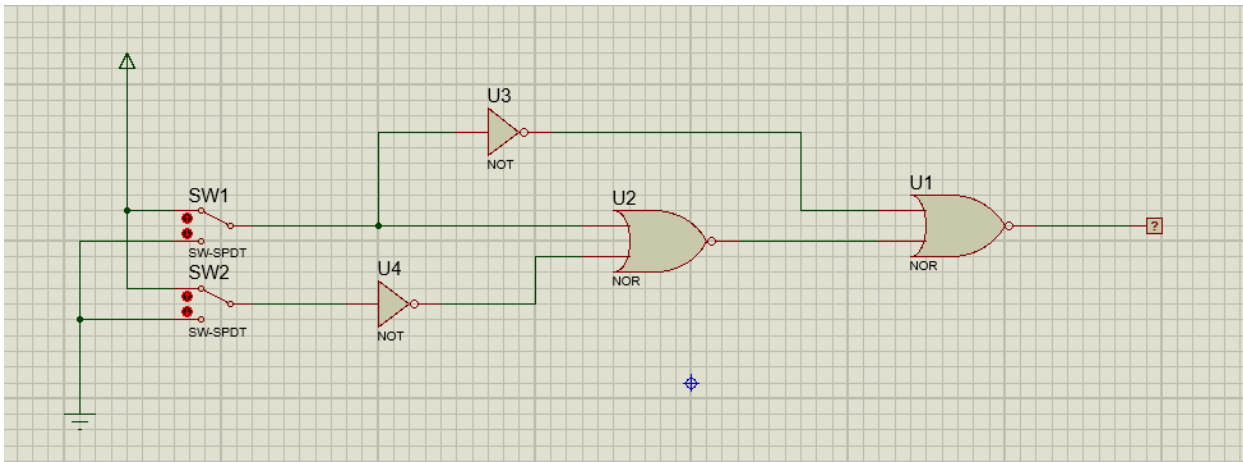 U3
NOT
SW1
SW-SPDT
SW2
SW-SPDT
U4
NOT
U2
NOR
U1
NOR
?